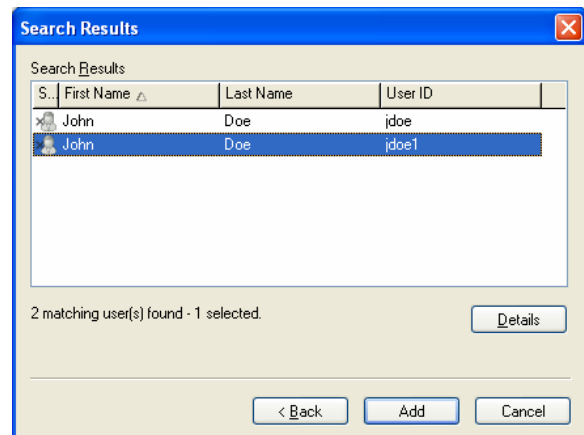 Search Results
Search Results
S... First Name Last Name User ID
John Doe jdoe
John Doe jdoe1
2 matching user(s) found - 1 selected.
Details
< Back Add Cancel